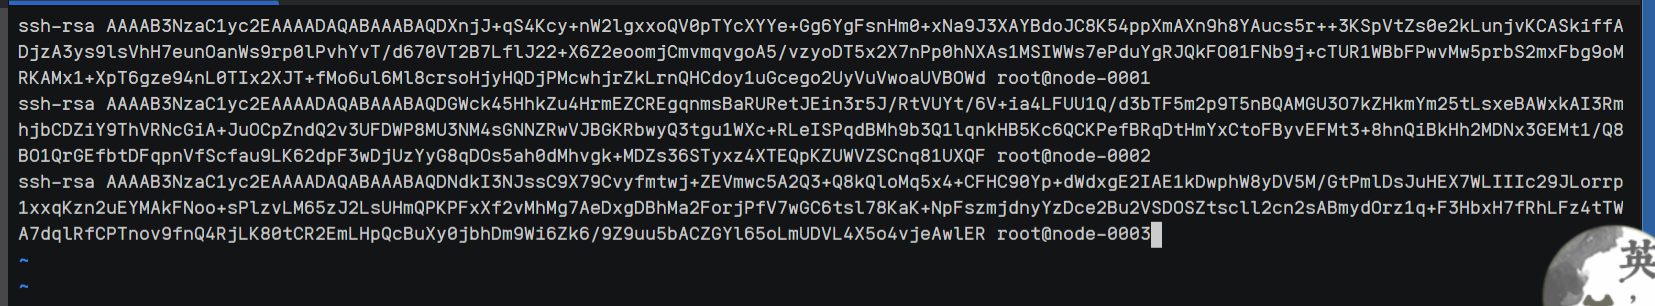 ssh-rsa AAAAB3NzaC1yc2EAAAADAQABAAABAQDXnjJ+qS4Kcy+nW2lgxxoQV0pTYcXYYe+Gg6YgFsnHm0+xNa9J3XAYBdoJC8K54ppXmAXn9h8YAucs5r++3KSpVtZs0e2kLunjvKCASkiffA
DjzA3ys9lsVhH7eunOanWs9rp0lPvhYvT/d670VT2B7LflJ22+X6Z2eoomjCmvmqvgoA5/vzyoDT5x2X7nPp0hNXAs1MSIWWs7ePduYgRJQkFO01FNb9j+cTUR1WBbFPwvMw5prbS2mxFbg9oM
RKAMx1+XpT6gze94nL0TIx2XJT+fMo6ul6Ml8crsoHjyHQDjPMcwhjrZkLrnQHCdoy1uGcego2UyVuVwoaUVBOWd root@node-0001
ssh-rsa AAAAB3NzaC1yc2EAAAADAQABAAABAQDGWck45HhkZu4HrmEZCREgqnmsBaRURetJEin3r5J/RtVUYt/6V+ia4LFUU1Q/d3bTF5m2p9T5nBQAMGU3O7kZHkmYm25tLsxeBAWxkAI3Rm
hjbCDZiY9ThVRNcGiA+JuOCpZndQ2v3UFDWP8MU3NM4sGNNZRwVJBGKRbwyQ3tgu1WXc+RLeISPqdBMh9b3Q1lqnkHB5Kc6QCKPefBRqDtHmYxCtoFByvEFMt3+8hnQiBkHh2MDNx3GEMt1/Q8
BO1QrGEfbtDFqpnVfScfau9LK62dpF3wDjUzYyG8qDOs5ah0dMhvgk+MDZs36STyxz4XTEQpKZUWVZSCnq81UXQF root@node-0002
ssh-rsa AAAAB3NzaC1yc2EAAAADAQABAAABAQDNdkI3NJssC9X79Cvyfmtwj+ZEVmwc5A2Q3+Q8kQloMq5x4+CFHC90Yp+dWdxgE2IAE1kDwphW8yDV5M/GtPmlDsJuHEX7WLIIIc29JLorrp
1xxqKzn2uEYMAkFNoo+sPlzvLM65zJ2LsUHmQPKPFxXf2vMhMg7AeDxgDBhMa2ForjPfV7wGC6tsl78KaK+NpFszmjdnyYzDce2Bu2VSDOSZtscll2cn2sABmydOrz1q+F3HbxH7fRhLFz4tTW
A7dqlRfCPTnov9fnQ4RjLK80tCR2EmLHpQcBuXy0jbhDm9Wi6Zk6/9Z9uu5bACZGYl65oLmUDVL4X5o4vjeAwlER root@node-0003
~
~
英,